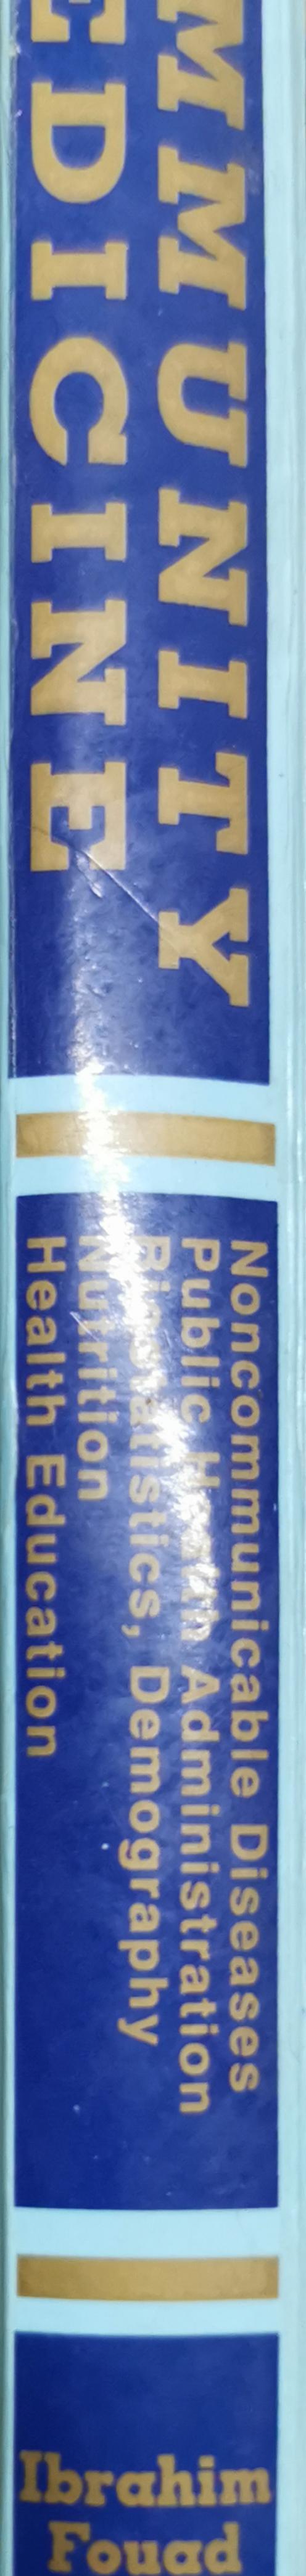 MMUNITY
EDICINE
Noncommunicable Diseases
Public Health Administration
Biostatistics, Demography
Nutrition
Health Education
Ibrahim
Fouad